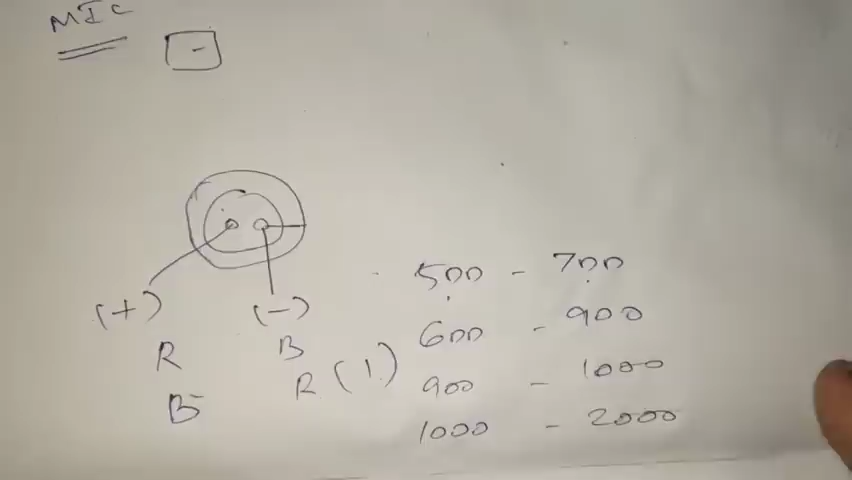 MIC
-
500 - 700
(+) (-)
600 - 900
R B
R (1)
900 - 1000
B
1000 - 2000